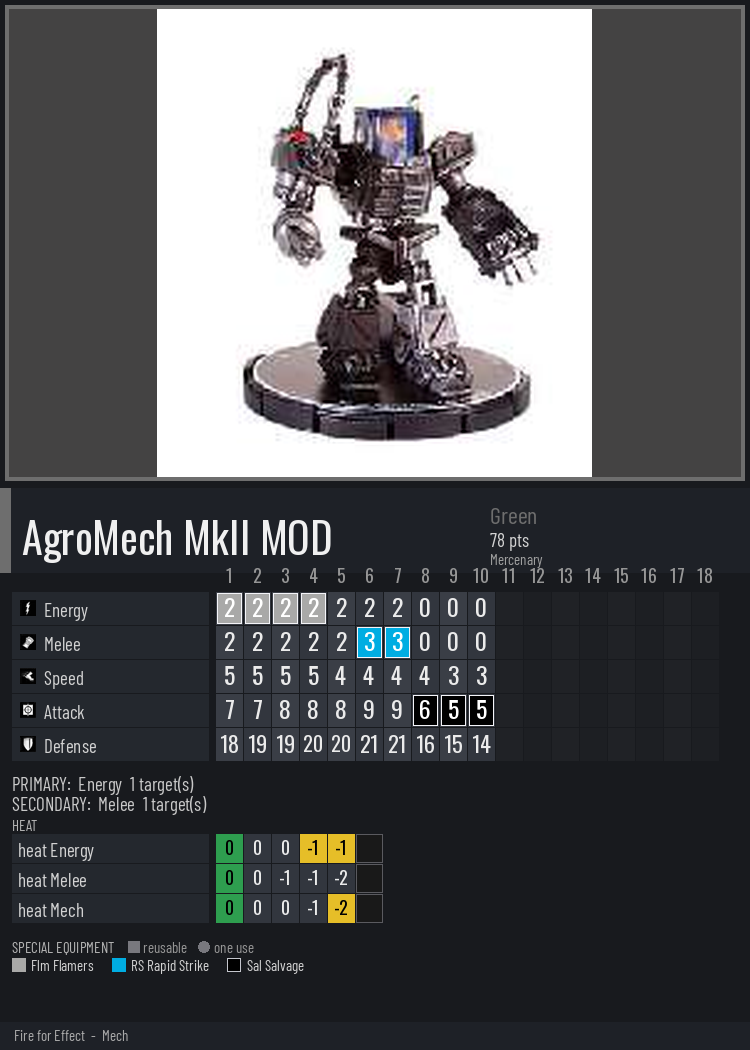 AgroMech MkII MOD
Green
78 pts
Mercenary
1 2 3 4 5 6 7 8 9 10 11 12 13 14 15 16 17 18
Energy 2 2 2 2 2 2 2 0 0 0
Melee 2 2 2 2 2 3 3 0 0 0
Speed 5 5 5 5 4 4 4 4 3 3
Attack 7 7 8 8 8 9 9 6 5 5
Defense 18 19 19 20 20 21 21 16 15 14
PRIMARY: Energy 1 target(s)
SECONDARY: Melee 1 target(s)
HEAT
heat Energy 0 0 0 -1 -1
heat Melee 0 0 -1 -1 -2
heat Mech 0 0 0 -1 -2
SPECIAL EQUIPMENT reusable one use
Flm Flamers RS Rapid Strike Sal Salvage
Fire for Effect - Mech